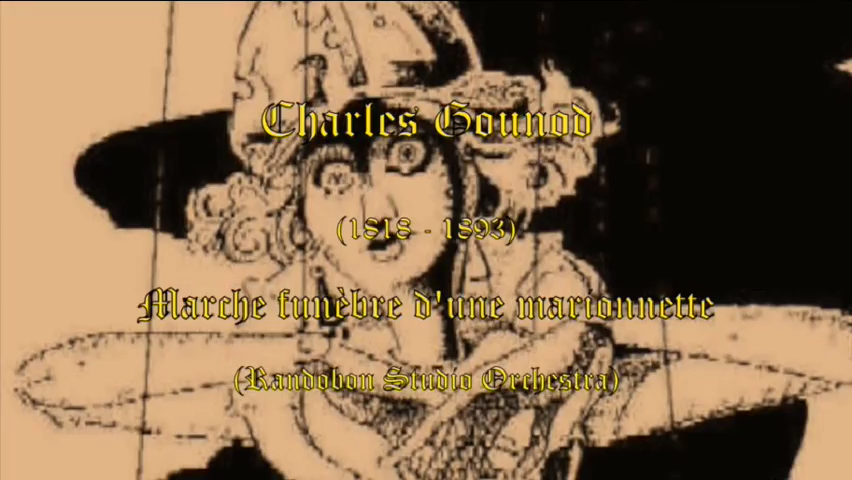 Charles Gounod
(1818 - 1893)
Marche funèbre d'une marionnette
(Randobon Studio Orchestra)